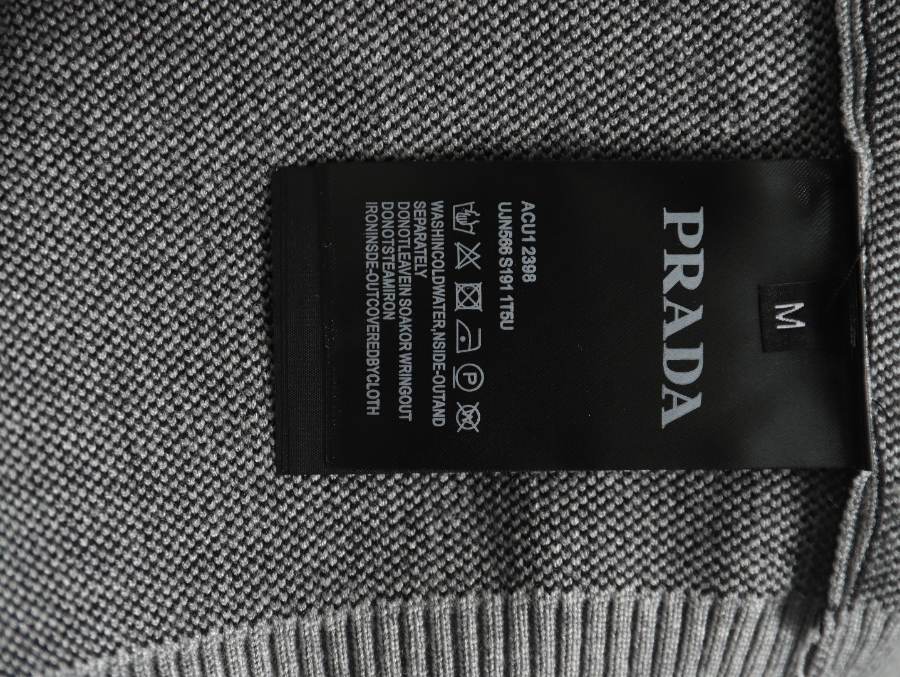 PRADA
M
ACU1 2398
UJN566 S191 1T5U
WASHINCOLDWATER,NSIDE-OUTAND
SEPARATELY
DONOTLEAVEIN SOAKOR WRINGOUT
DONOTSTEAMIRON
IRONINSDE-OUTCOVEREDBYCLOTH